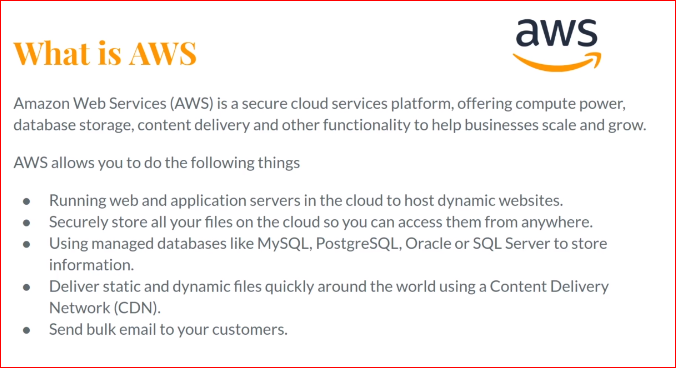 aws
What is AWS
Amazon Web Services (AWS) is a secure cloud services platform, offering compute power,
database storage, content delivery and other functionality to help businesses scale and grow.
AWS allows you to do the following things
● Running web and application servers in the cloud to host dynamic websites.
● Securely store all your files on the cloud so you can access them from anywhere.
● Using managed databases like MySQL, PostgreSQL, Oracle or SQL Server to store
information.
● Deliver static and dynamic files quickly around the world using a Content Delivery
Network (CDN).
● Send bulk email to your customers.